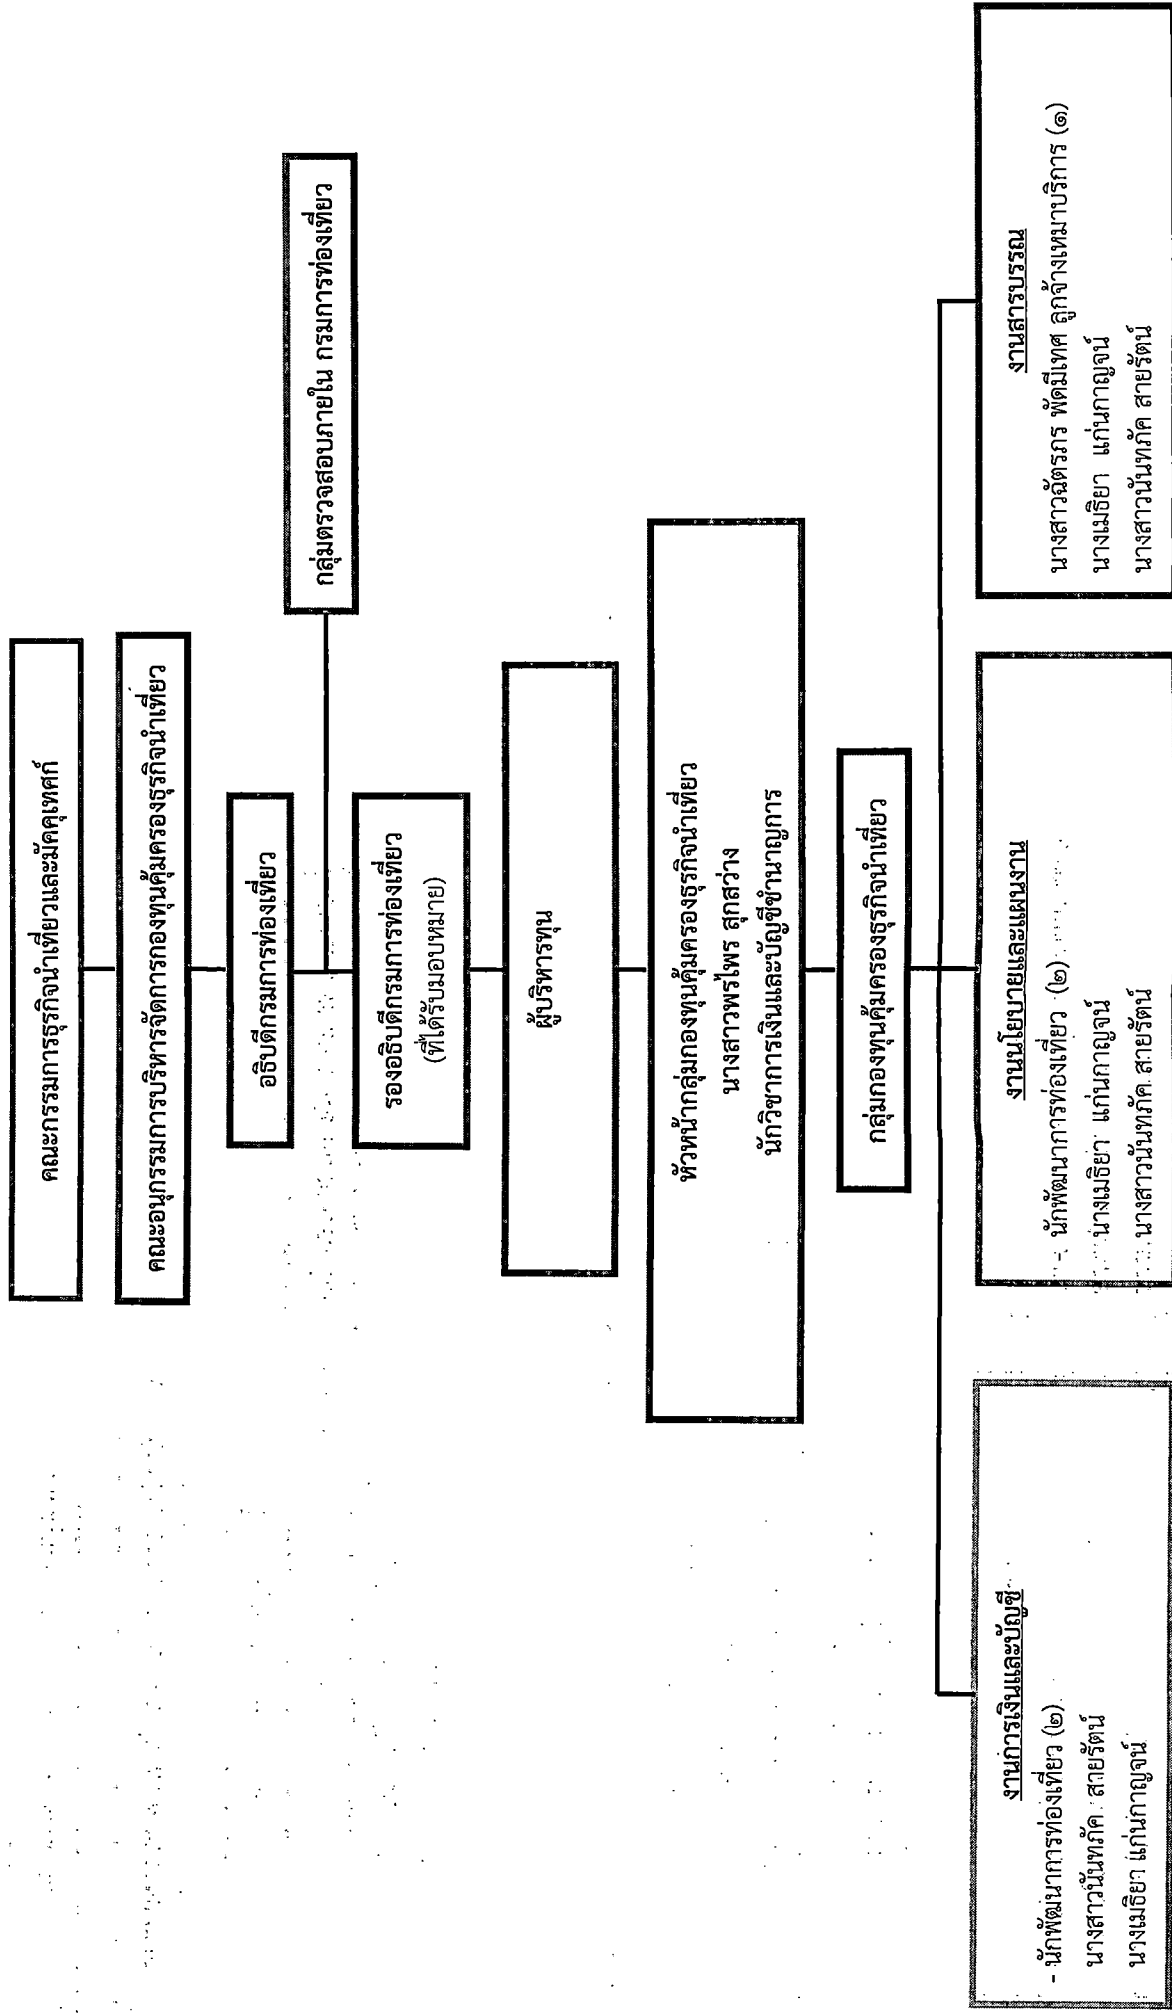 คณะกรรมการธุรกิจนำเที่ยวและมัคคุเทศก์
คณะอนุกรรมการบริหารจัดการกองทุนคุ้มครองธุรกิจนำเที่ยว
อธิบดีกรมการท่องเที่ยว
กลุ่มตรวจสอบภายใน กรมการท่องเที่ยว
รองอธิบดีกรมการท่องเที่ยว
(ที่ได้รับมอบหมาย)
ผู้บริหารทุน
หัวหน้ากลุ่มกองทุนคุ้มครองธุรกิจนำเที่ยว
นางสาวพรไพร สุกสว่าง
นักวิชาการเงินและบัญชีชำนาญการ
กลุ่มกองทุนคุ้มครองธุรกิจนำเที่ยว
งานการเงินและบัญชี
- นักพัฒนาการท่องเที่ยว (๒)
นางสาวนันทภัค สายรัตน์
นางเมธิยา แก่นกาญจน์
งานนโยบายและแผนงาน
- นักพัฒนาการท่องเที่ยว (๒)
นางเมธิยา แก่นกาญจน์
นางสาวนันทภัค สายรัตน์
งานสารบรรณ
นางสาวฉัตรภร พัดมีเทศ ลูกจ้างเหมาบริการ (๑)
นางเมธิยา แก่นกาญจน์
นางสาวนันทภัค สายรัตน์